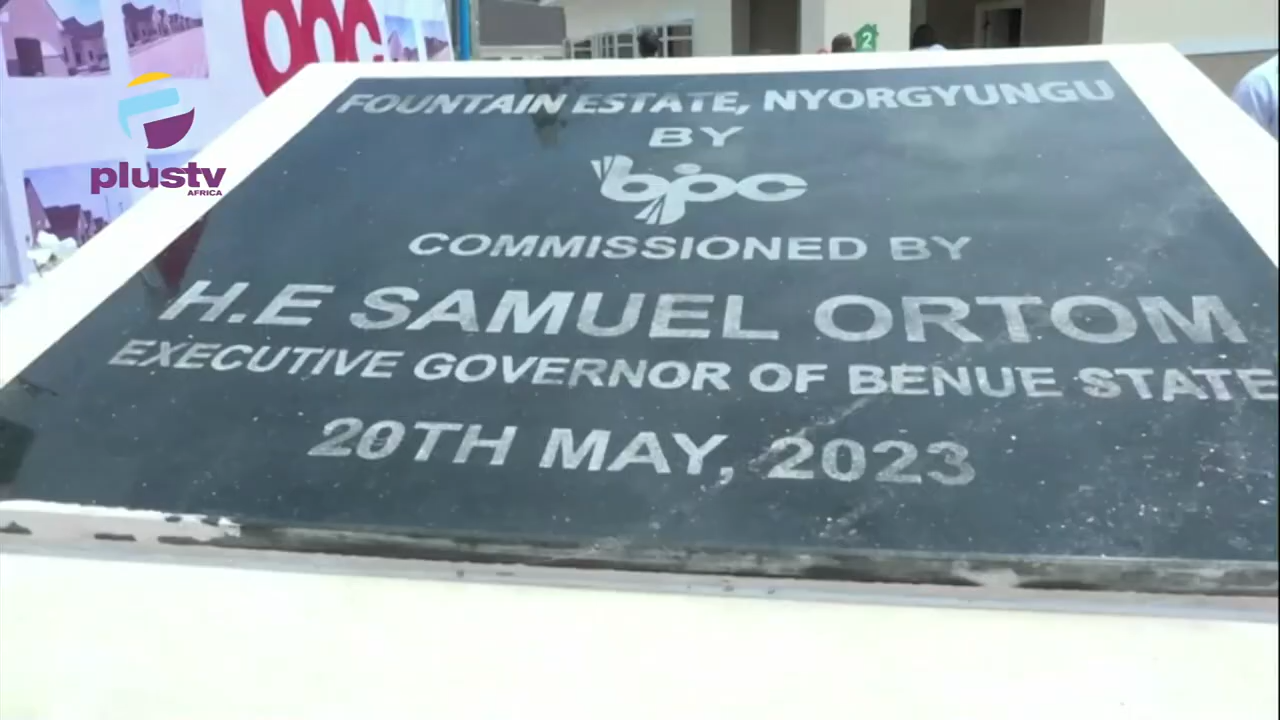 bpc
2
plustv
AFRICA
FOUNTAIN ESTATE, NYORGYUNGU
BY
bpc
COMMISSIONED BY
H.E SAMUEL ORTOM
EXECUTIVE GOVERNOR OF BENUE STATE
20TH MAY, 2023